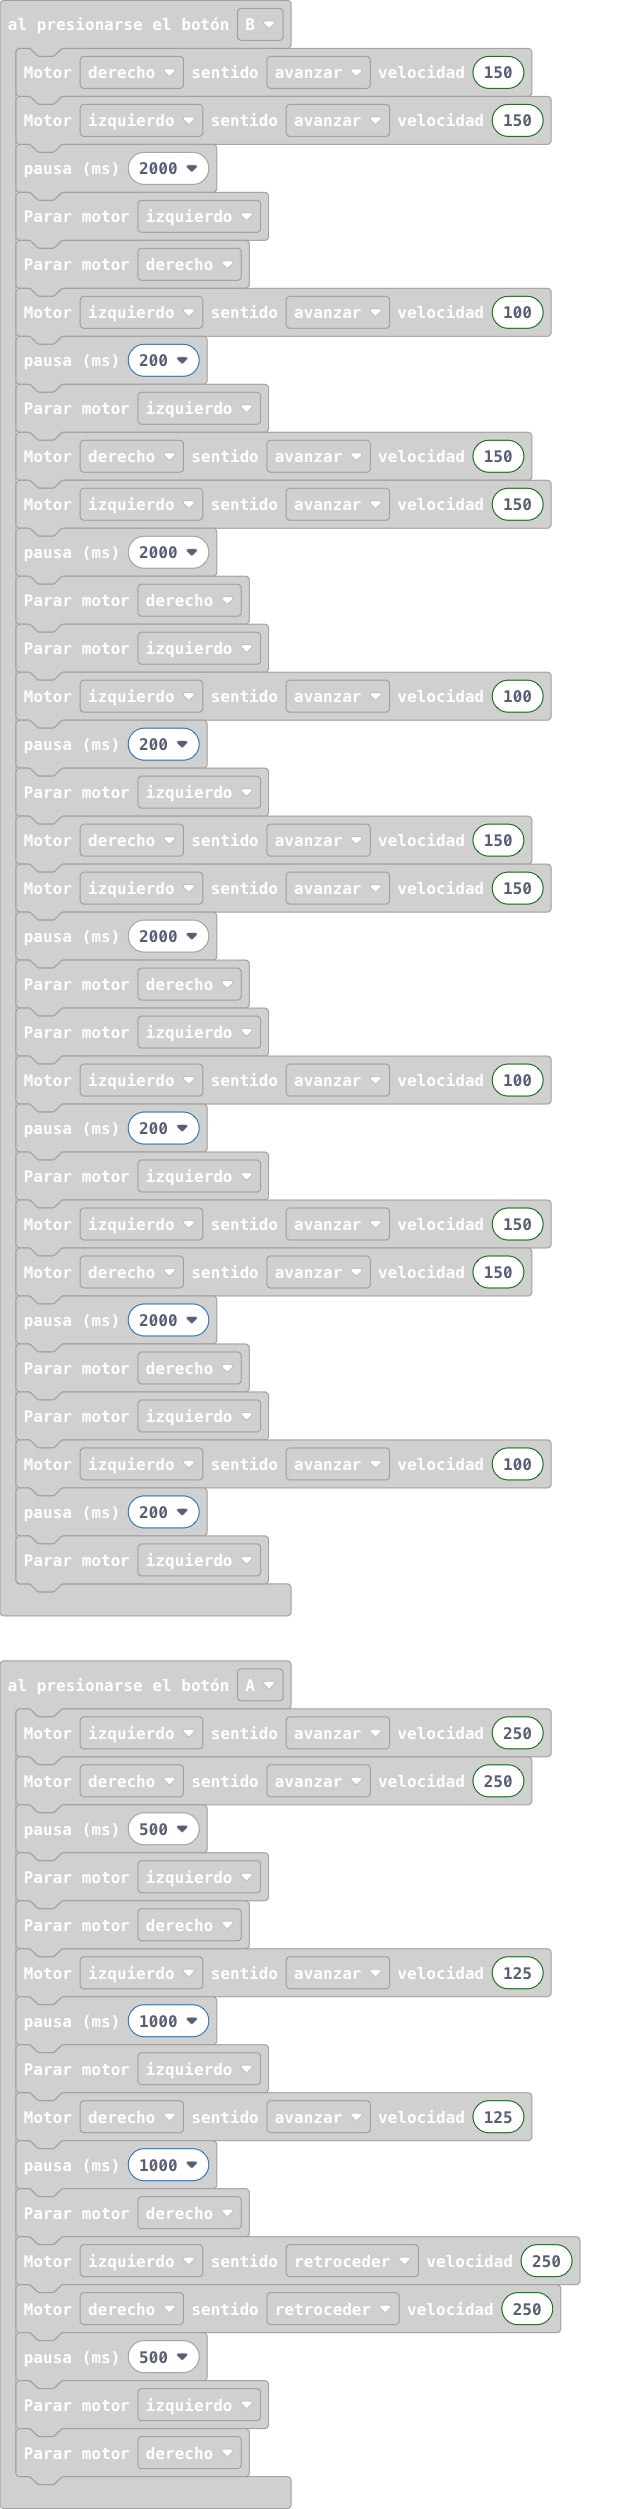 al presionarse el botón B
Motor derecho sentido avanzar velocidad 150
Motor izquierdo sentido avanzar velocidad 150
pausa (ms) 2000
Parar motor izquierdo
Parar motor derecho
Motor izquierdo sentido avanzar velocidad 100
pausa (ms) 200
Parar motor izquierdo
Motor derecho sentido avanzar velocidad 150
Motor izquierdo sentido avanzar velocidad 150
pausa (ms) 2000
Parar motor derecho
Parar motor izquierdo
Motor izquierdo sentido avanzar velocidad 100
pausa (ms) 200
Parar motor izquierdo
Motor derecho sentido avanzar velocidad 150
Motor izquierdo sentido avanzar velocidad 150
pausa (ms) 2000
Parar motor derecho
Parar motor izquierdo
Motor izquierdo sentido avanzar velocidad 100
pausa (ms) 200
Parar motor izquierdo
Motor izquierdo sentido avanzar velocidad 150
Motor derecho sentido avanzar velocidad 150
pausa (ms) 2000
Parar motor derecho
Parar motor izquierdo
Motor izquierdo sentido avanzar velocidad 100
pausa (ms) 200
Parar motor izquierdo
al presionarse el botón A
Motor izquierdo sentido avanzar velocidad 250
Motor derecho sentido avanzar velocidad 250
pausa (ms) 500
Parar motor izquierdo
Parar motor derecho
Motor izquierdo sentido avanzar velocidad 125
pausa (ms) 1000
Parar motor izquierdo
Motor derecho sentido avanzar velocidad 125
pausa (ms) 1000
Parar motor derecho
Motor izquierdo sentido retroceder velocidad 250
Motor derecho sentido retroceder velocidad 250
pausa (ms) 500
Parar motor izquierdo
Parar motor derecho